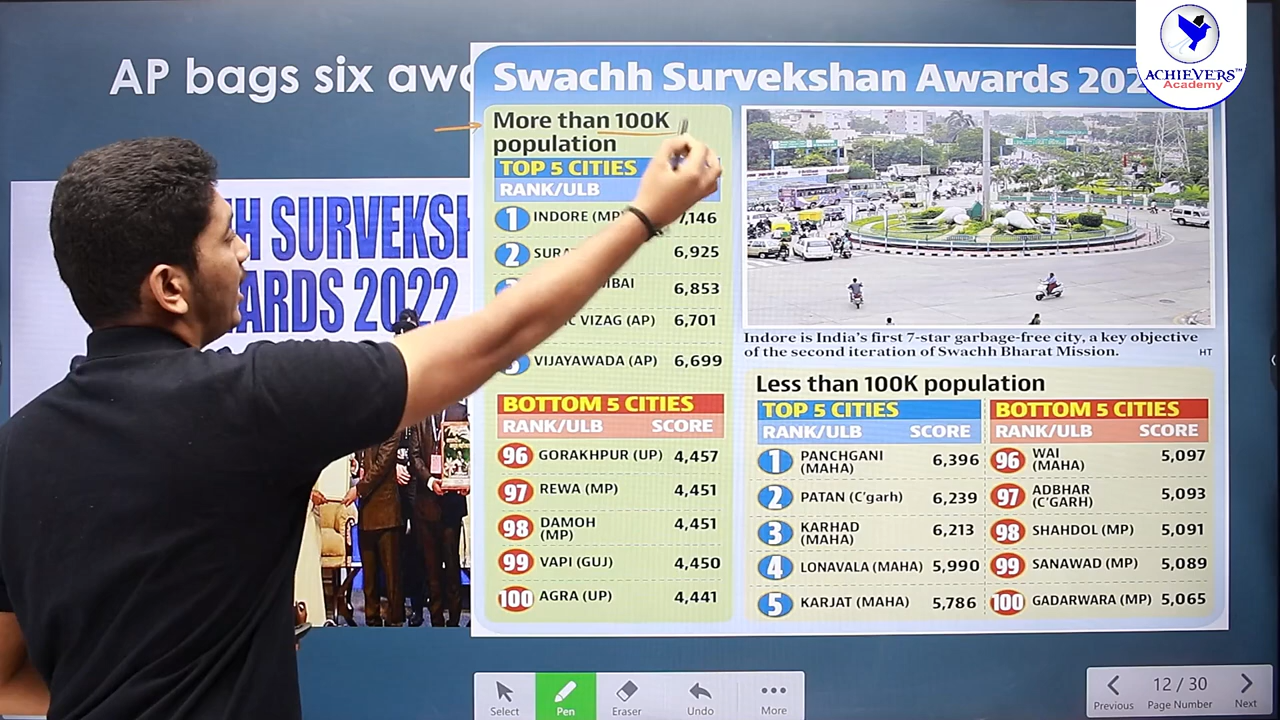 AP bags six
Swachh Survekshan Awards
ACHIEVERS™
Academy
H SURVEKSH
ARDS 2022
More than 100K
population
TOP 5 CITIES
RANK/ULB
1 INDORE (MP) 7,146
2 6,925
6,853
VIZAG (AP) 6,701
5 VIJAYAWADA (AP) 6,699
BOTTOM 5 CITIES
RANK/ULB SCORE
96 GORAKHPUR (UP) 4,457
97 REWA (MP) 4,451
98 DAMOH
(MP) 4,451
99 VAPI (GUJ) 4,450
100 AGRA (UP) 4,441
Indore is India's first 7-star garbage-free city, a key objective
of the second iteration of Swachh Bharat Mission. HT
Less than 100K population
TOP 5 CITIES
RANK/ULB SCORE
1 PANCHGANI
(MAHA) 6,396
2 PATAN (C'garh) 6,239
3 KARHAD
(MAHA) 6,213
4 LONAVALA (MAHA) 5,990
5 KARJAT (MAHA) 5,786
BOTTOM 5 CITIES
RANK/ULB SCORE
96 WAI
(MAHA) 5,097
97 ADBHAR
(C'GARH) 5,093
98 SHAHDOL (MP) 5,091
99 SANAWAD (MP) 5,089
100 GADARWARA (MP) 5,065
Select
Pen
Eraser
Undo
More
12 / 30
Previous Page Number Next